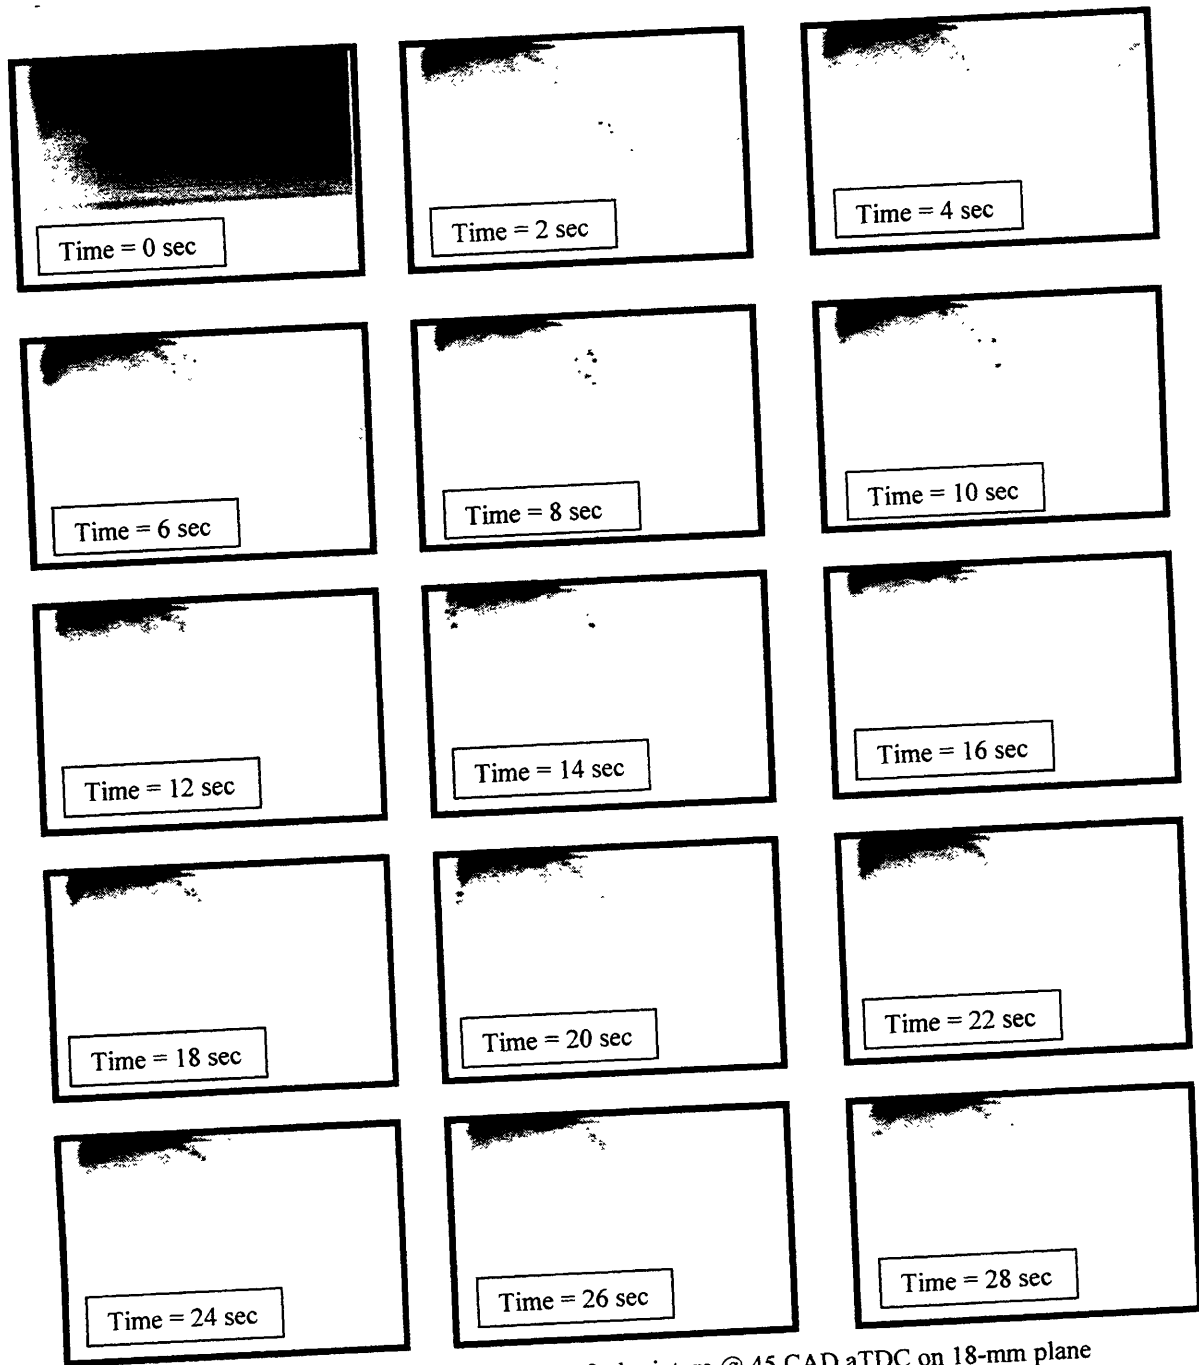 Time = 0 sec
Time = 2 sec
Time = 4 sec
Time = 6 sec
Time = 8 sec
Time = 10 sec
Time = 12 sec
Time = 14 sec
Time = 16 sec
Time = 18 sec
Time = 20 sec
Time = 22 sec
Time = 24 sec
Time = 26 sec
Time = 28 sec
@ 45 CAD aTDC on 18-mm plane